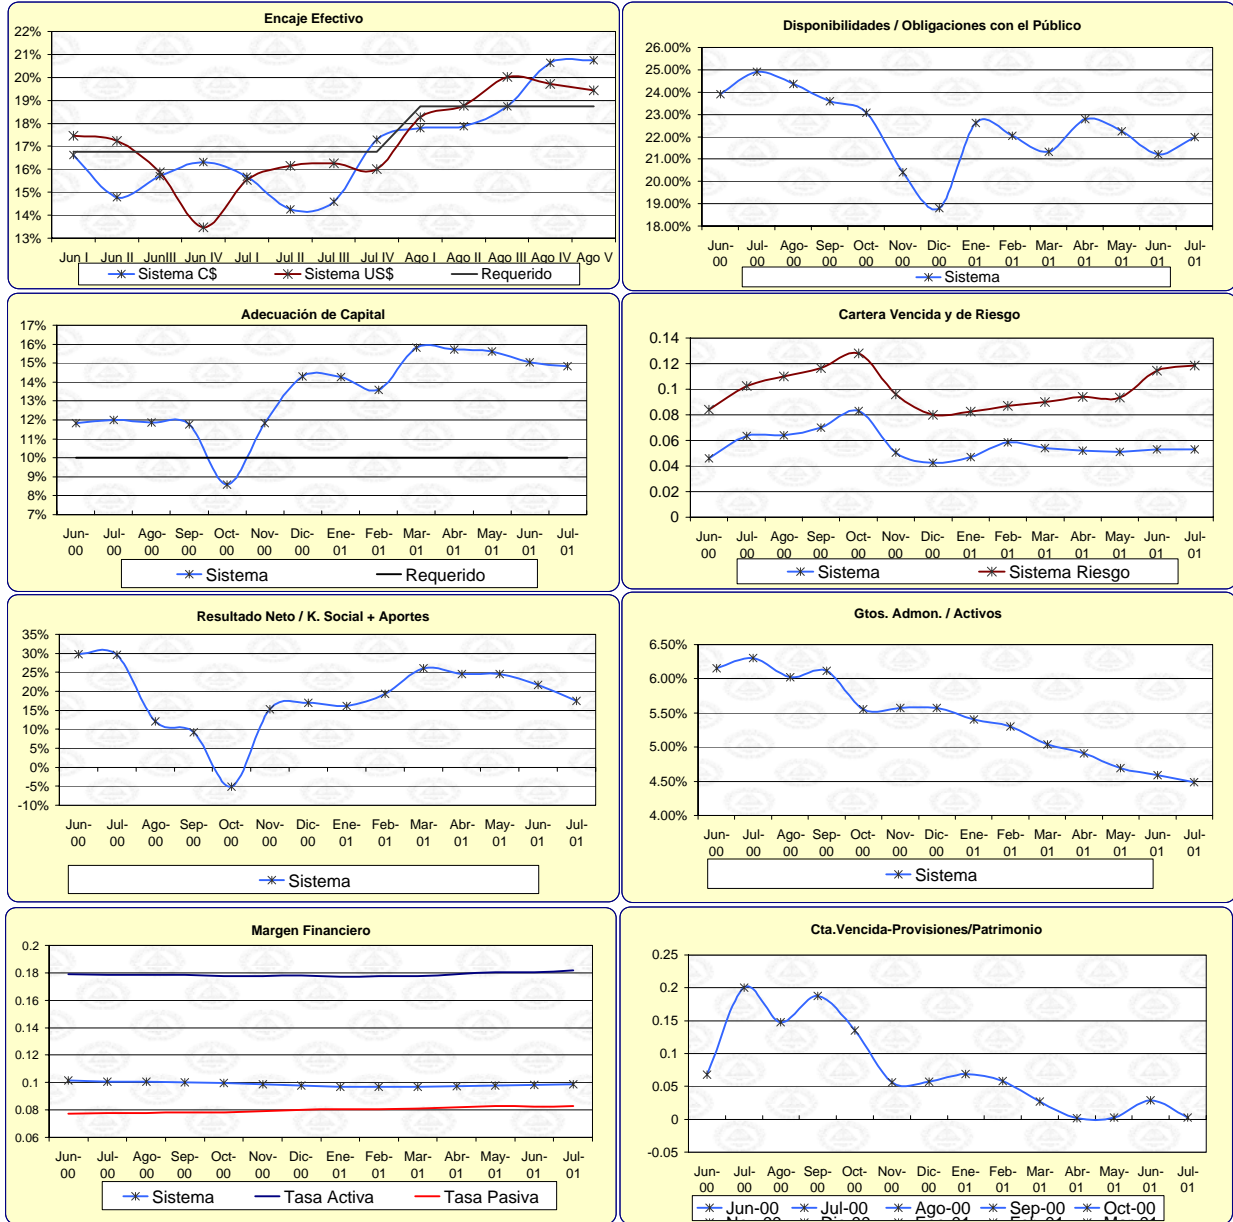 Encaje Efectivo
22%
21%
20%
19%
18%
17%
16%
15%
14%
13%
Jun I Jun II JunIII Jun IV Jul I Jul II Jul III Jul IV Ago I Ago II Ago III Ago IV Ago V
Sistema C$ Sistema US$ Requerido
Disponibilidades / Obligaciones con el Público
26.00%
25.00%
24.00%
23.00%
22.00%
21.00%
20.00%
19.00%
18.00%
Jun-00 Jul-00 Ago-00 Sep-00 Oct-00 Nov-00 Dic-00 Ene-01 Feb-01 Mar-01 Abr-01 May-01 Jun-01 Jul-01
Sistema
Adecuación de Capital
17%
16%
15%
14%
13%
12%
11%
10%
9%
8%
7%
Jun-00 Jul-00 Ago-00 Sep-00 Oct-00 Nov-00 Dic-00 Ene-01 Feb-01 Mar-01 Abr-01 May-01 Jun-01 Jul-01
Sistema Requerido
Cartera Vencida y de Riesgo
0.14
0.12
0.1
0.08
0.06
0.04
0.02
0
Jun-00 Jul-00 Ago-00 Sep-00 Oct-00 Nov-00 Dic-00 Ene-01 Feb-01 Mar-01 Abr-01 May-01 Jun-01 Jul-01
Sistema Sistema Riesgo
Resultado Neto / K. Social + Aportes
35%
30%
25%
20%
15%
10%
5%
0%
-5%
-10%
Jun-00 Jul-00 Ago-00 Sep-00 Oct-00 Nov-00 Dic-00 Ene-01 Feb-01 Mar-01 Abr-01 May-01 Jun-01 Jul-01
Sistema
Gtos. Admon. / Activos
6.50%
6.00%
5.50%
5.00%
4.50%
4.00%
Jun-00 Jul-00 Ago-00 Sep-00 Oct-00 Nov-00 Dic-00 Ene-01 Feb-01 Mar-01 Abr-01 May-01 Jun-01 Jul-01
Sistema
Margen Financiero
0.2
0.18
0.16
0.14
0.12
0.1
0.08
0.06
Jun-00 Jul-00 Ago-00 Sep-00 Oct-00 Nov-00 Dic-00 Ene-01 Feb-01 Mar-01 Abr-01 May-01 Jun-01 Jul-01
Sistema Tasa Activa Tasa Pasiva
Cta.Vencida-Provisiones/Patrimonio
0.25
0.2
0.15
0.1
0.05
0
-0.05
Jun-00 Jul-00 Ago-00 Sep-00 Oct-00 Nov-00 Dic-00 Ene-01 Feb-01 Mar-01 Abr-01 May-01 Jun-01 Jul-01
Jun-00 Jul-00 Ago-00 Sep-00 Oct-00